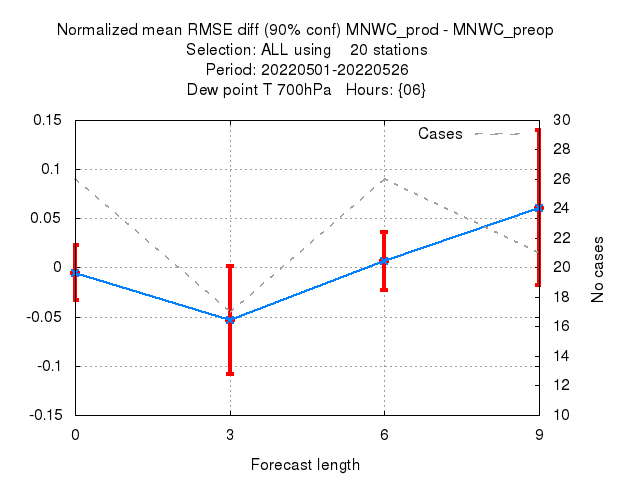 Normalized mean RMSE diff (90% conf) MNWC_prod - MNWC_preop
Selection: ALL using 20 stations
Period: 20220501-20220526
Dew point T 700hPa Hours: {06}
Cases
0.15
0.1
0.05
0
-0.05
-0.1
-0.15
30
28
26
24
22
20
18
16
14
12
10
No cases
0 3 6 9
Forecast length